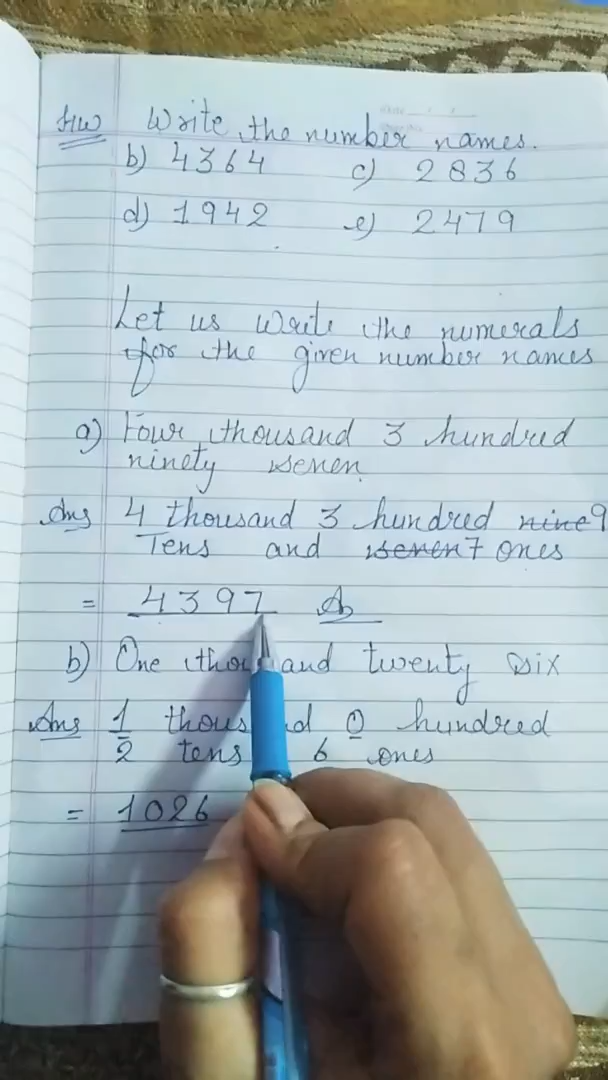 HW Write the number names.
b) 4364 c) 2836
d) 1942 e) 2479
Let us write the numerals
for the given number names
a) Four thousand 3 hundred
ninety seven.
Ans 4 thousand 3 hundred nine 9
Tens and seven 7 ones
= 4397 A
b) One thousand twenty six
Ans 1 thousand 0 hundred
2 tens 6 ones
= 1026